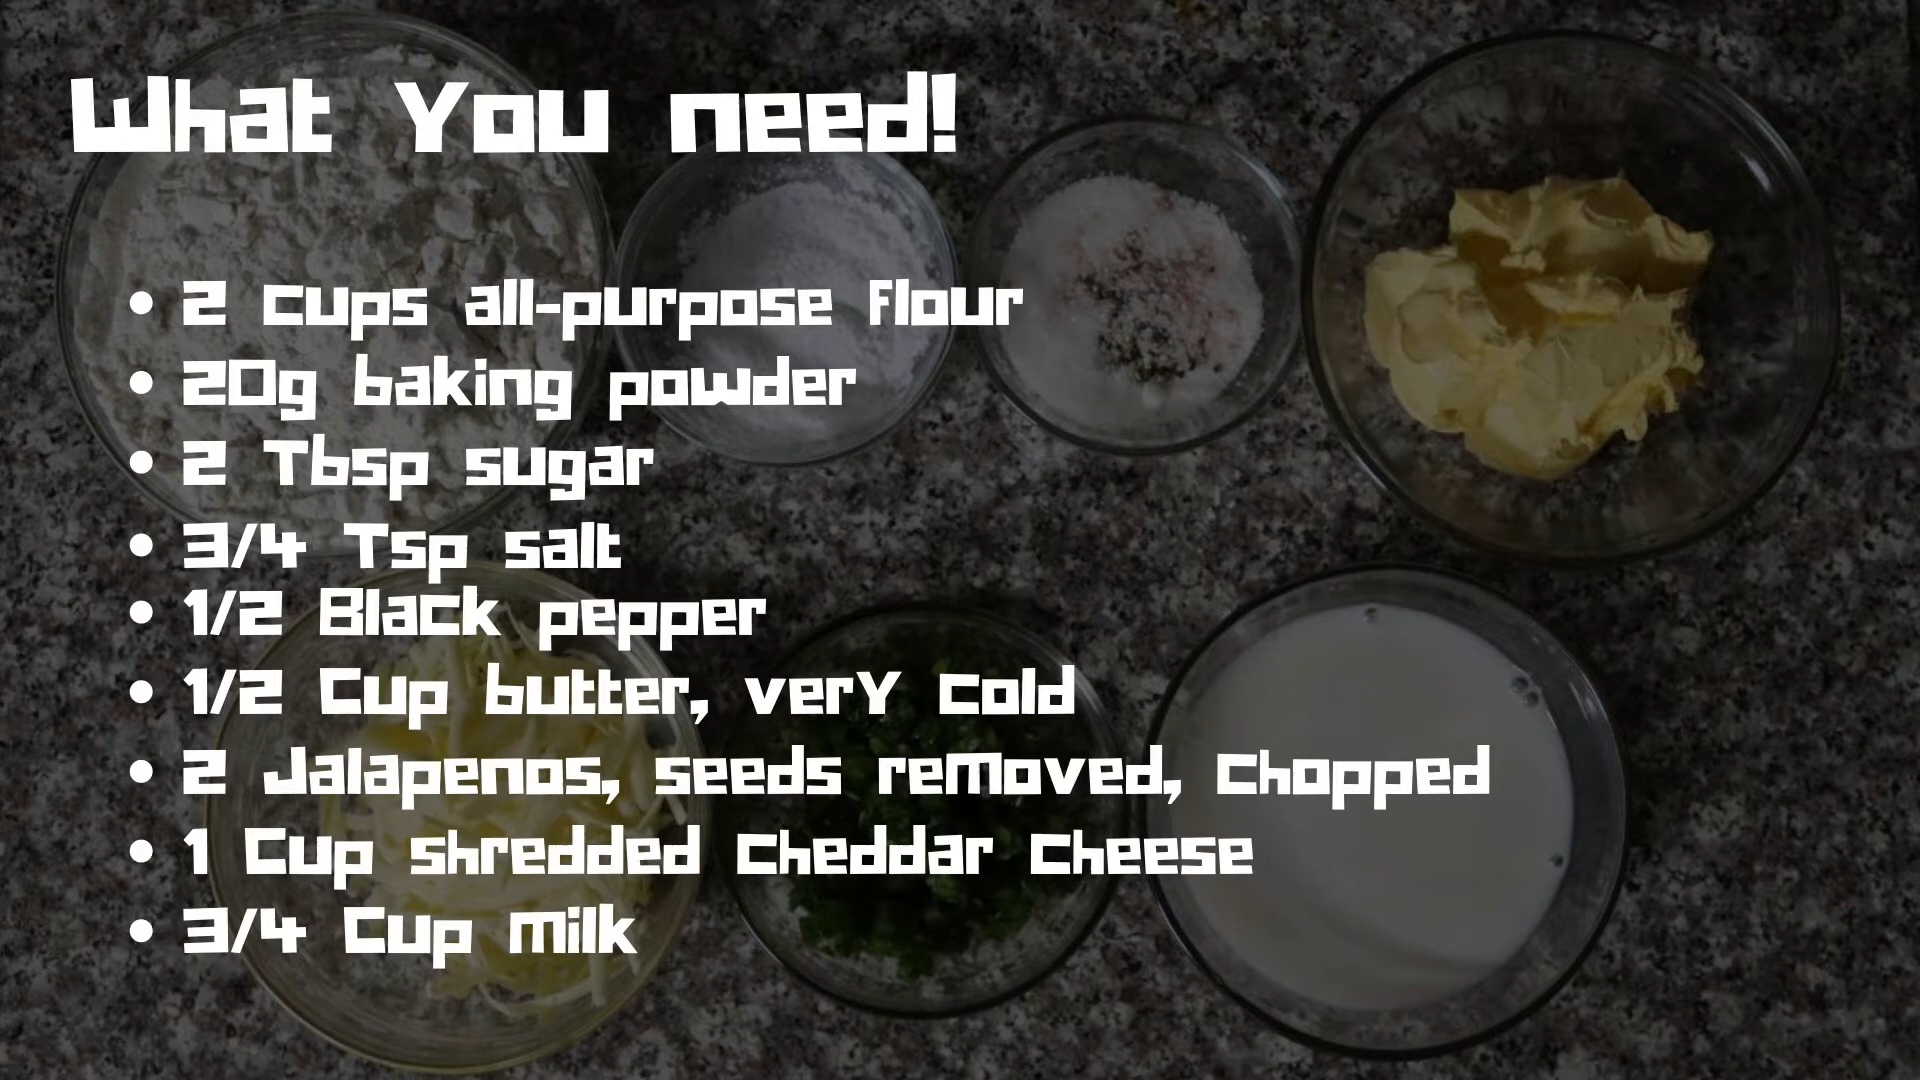 What You need!
• 2 cups all-purpose flour
• 20g baking powder
• 2 Tbsp sugar
• 3/4 Tsp salt
• 1/2 Black pepper
• 1/2 Cup butter, very cold
• 2 Jalapenos, seeds removed, chopped
• 1 Cup shredded cheddar cheese
• 3/4 Cup milk